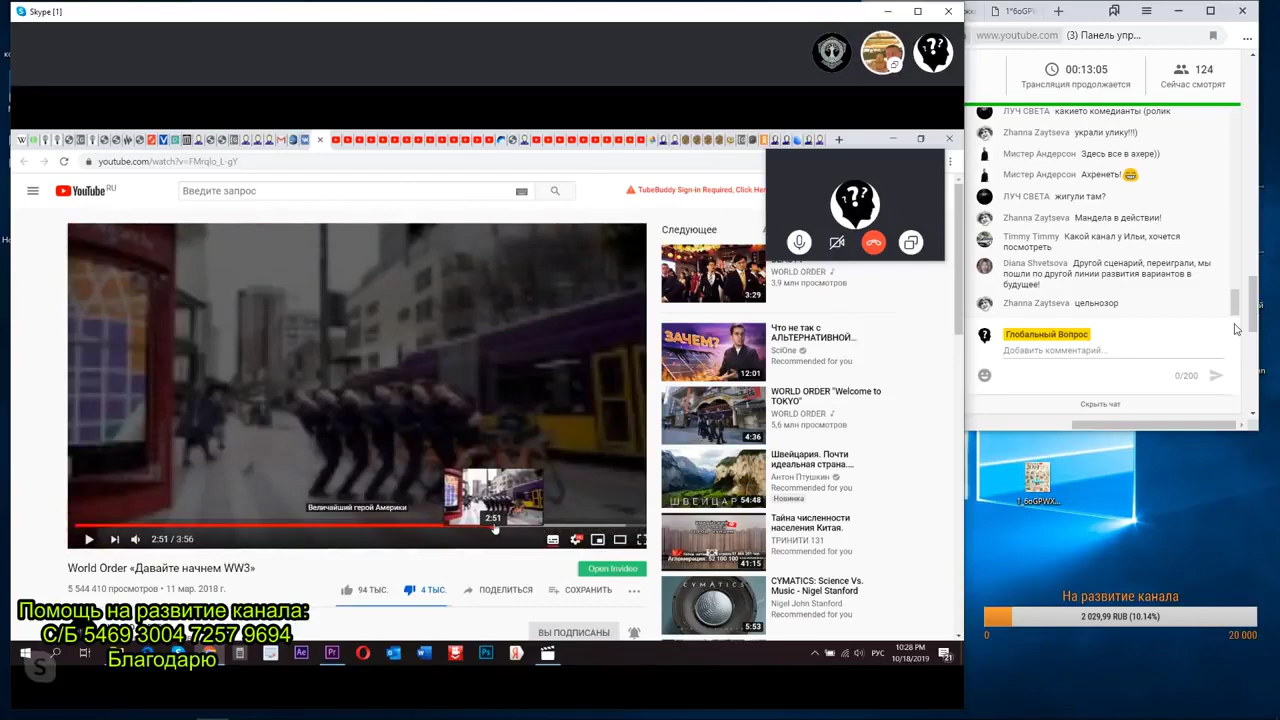 Skype [1]
youtube.com/watch?v=FMrqlo_L-gY
YouTube RU
Введите запрос
TubeBuddy Sign-in Required, Click Her
Следующее
WORLD ORDER
3,9 млн просмотров
3:29
ЗАЧЕМ?
12:01
Что не так с
АЛЬТЕРНАТИВНОЙ...
SciOne
Recommended for you
4:36
WORLD ORDER "Welcome to
TOKYO"
WORLD ORDER
5,6 млн просмотров
ШВЕЙЦАРИЯ
54:48
Швейцария. Почти
идеальная страна....
Антон Птушкин
Recommended for you
Новинка
41:15
Тайна численности
населения Китая.
ТРИНИТИ 131
Recommended for you
CYMATICS
5:53
CYMATICS: Science Vs.
Music - Nigel Stanford
Nigel John Stanford
Recommended for you
Величайший герой Америки
2:51
2:51 / 3:56
World Order «Давайте начнем WW3»
Open Invideo
5 544 410 просмотров • 11 мар. 2018 г.
94 ТЫС.
4 ТЫС.
ПОДЕЛИТЬСЯ
СОХРАНИТЬ
ВЫ ПОДПИСАНЫ
Помощь на развитие канала:
С/Б 5469 3004 7257 9694
Благодарю
РУС
10:28 PM
10/18/2019
21
1*6oGPW
www.youtube.com
(3) Панель упр...
00:13:05
Трансляция продолжается
124
Сейчас смотрят
ЛУЧ СВЕТА какието комедианты (ролик
Zhanna Zaytseva украли улику!!!)
Мистер Андерсон Здесь все в ахере))
Мистер Андерсон Ахренеть!
ЛУЧ СВЕТА жигули там?
Zhanna Zaytseva Мандела в действии!
Timmy Timmy Какой канал у Ильи, хочется
посмотреть
Diana Shvetsova Другой сценарий, переиграли, мы
пошли по другой линии развития вариантов в
будущее!
Zhanna Zaytseva цельнозор
Глобальный Вопрос
Добавить комментарий...
0/200
Скрыть чат
1_6oGPWX...
На развитие канала
2 029,99 RUB (10.14%)
0
20 000